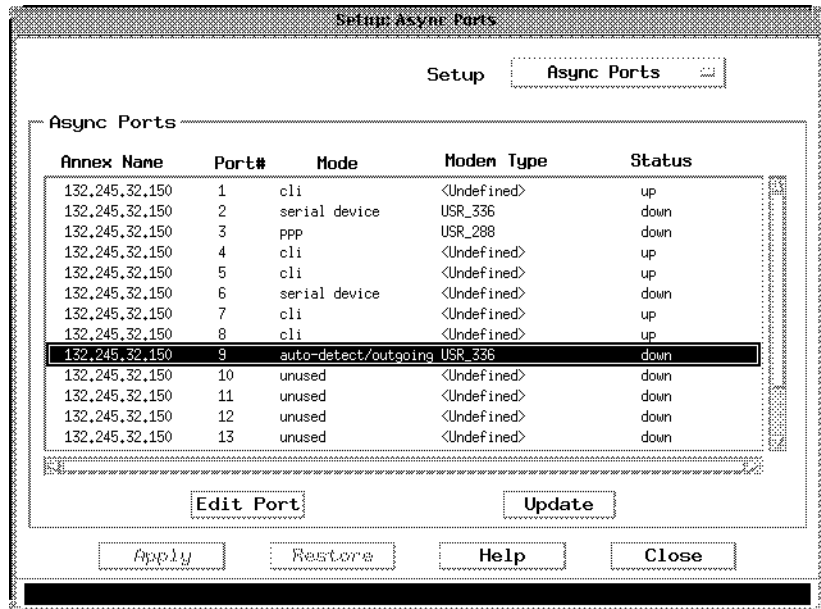 Setup: Async Ports
Setup Async Ports
Async Ports
Annex Name Port# Mode Modem Type Status
132.245.32.150 1 cli <Undefined> up
132.245.32.150 2 serial device USR_336 down
132.245.32.150 3 ppp USR_288 down
132.245.32.150 4 cli <Undefined> up
132.245.32.150 5 cli <Undefined> up
132.245.32.150 6 serial device <Undefined> down
132.245.32.150 7 cli <Undefined> up
132.245.32.150 8 cli <Undefined> up
132.245.32.150 9 auto-detect/outgoing USR_336 down
132.245.32.150 10 unused <Undefined> down
132.245.32.150 11 unused <Undefined> down
132.245.32.150 12 unused <Undefined> down
132.245.32.150 13 unused <Undefined> down
Edit Port Update
Apply Restore Help Close